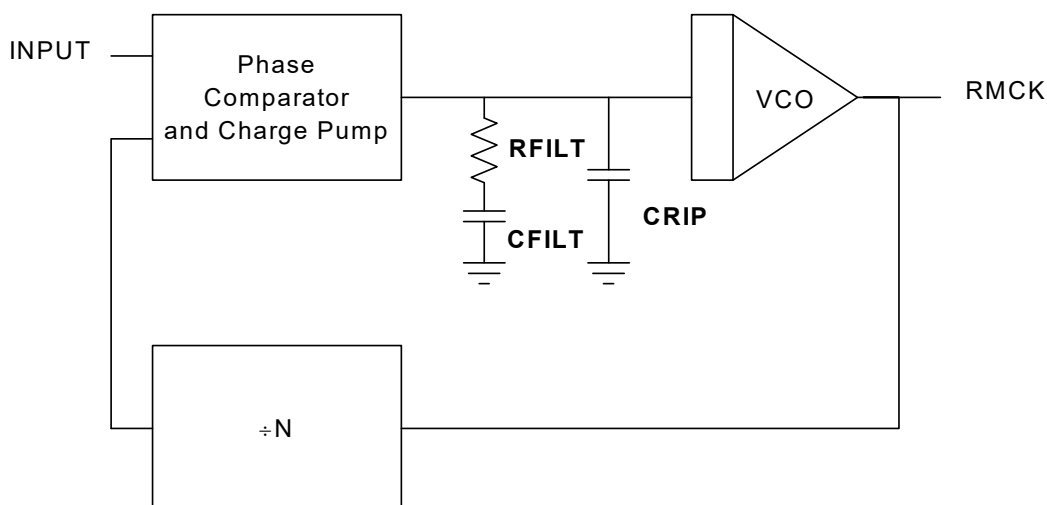 INPUT
Phase
Comparator
and Charge Pump
VCO
RMCK
RFILT
CFILT
CRIP
÷N